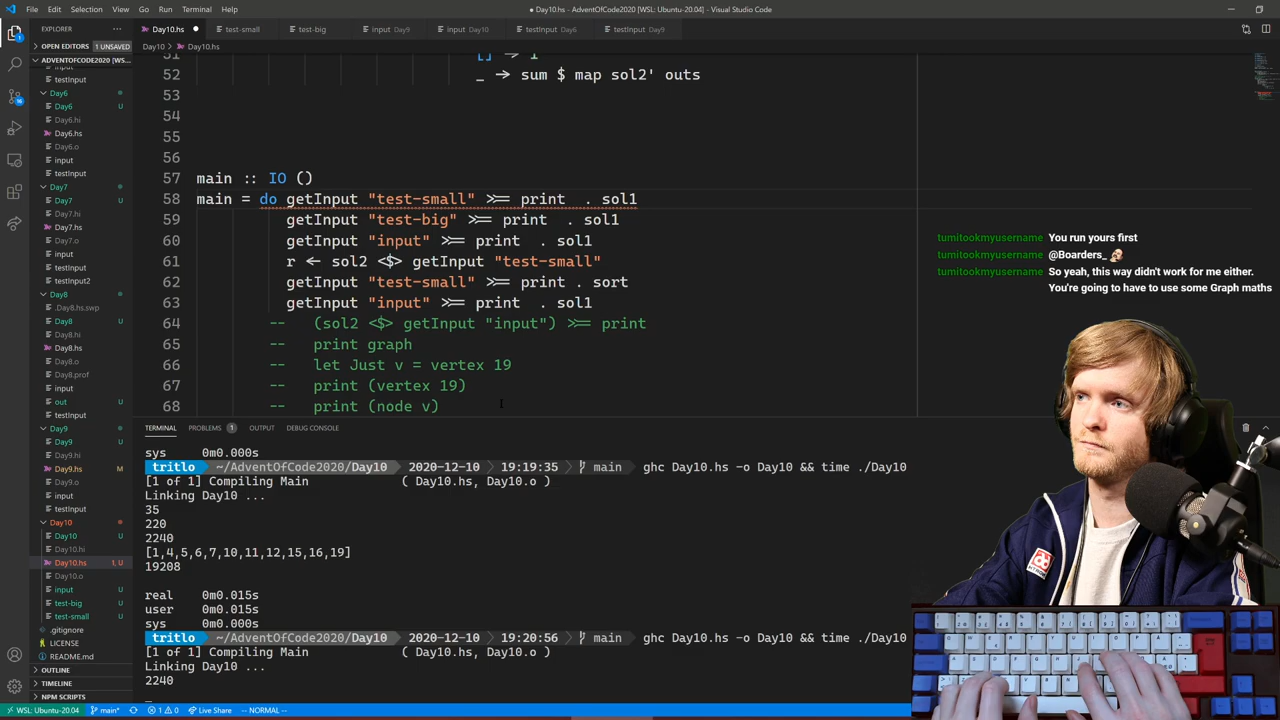 File Edit Selection View Go Run Terminal Help
● Day10.hs - AdventOfCode2020 [WSL: Ubuntu-20.04] - Visual Studio Code
EXPLORER
Day10.hs ● test-small test-big input Day9 input Day10 testInput Day6 testInput Day9
OPEN EDITORS 1 UNSAVED
Day10 > Day10.hs
ADVENTOFCODE2020 [WSL...
input
testInput
Day6
Day6 U
Day6.hi
Day6.hs
Day6.o
input
testInput
Day7
Day7 U
Day7.hi
Day7.hs
Day7.o
input
testInput
testInput2
Day8
.Day8.hs.swp
Day8 U
Day8.hi
Day8.hs
Day8.o
Day8.prof
input
out U
testInput
Day9
Day9 U
Day9.hi
Day9.hs M
Day9.o
input
testInput
Day10
Day10 U
Day10.hi
Day10.hs 1, U
Day10.o
input U
test-big U
test-small U
.gitignore
LICENSE
README.md
OUTLINE
TIMELINE
NPM SCRIPTS
51 [] -> 1
52 _ -> sum $ map sol2' outs
53
54
55
56
57 main :: IO ()
58 main = do getInput "test-small" >>= print . sol1
59 getInput "test-big" >>= print . sol1
60 getInput "input" >>= print . sol1
61 r <- sol2 <$> getInput "test-small"
62 getInput "test-small" >>= print . sort
63 getInput "input" >>= print . sol1
64 -- (sol2 <$> getInput "input") >>= print
65 -- print graph
66 -- let Just v = vertex 19
67 -- print (vertex 19)
68 -- print (node v)
tumitookmyusername You run yours first
tumitookmyusername @Boarders_
tumitookmyusername So yeah, this way didn't work for me either. You're going to have to use some Graph maths
TERMINAL PROBLEMS 1 OUTPUT DEBUG CONSOLE
sys 0m0.000s
tritlo ~/AdventOfCode2020/Day10 2020-12-10 19:19:35 main ghc Day10.hs -o Day10 && time ./Day10
[1 of 1] Compiling Main ( Day10.hs, Day10.o )
Linking Day10 ...
35
220
2240
[1,4,5,6,7,10,11,12,15,16,19]
19208
real 0m0.015s
user 0m0.015s
sys 0m0.000s
tritlo ~/AdventOfCode2020/Day10 2020-12-10 19:20:56 main ghc Day10.hs -o Day10 && time ./Day10
[1 of 1] Compiling Main ( Day10.hs, Day10.o )
Linking Day10 ...
2240
WSL: Ubuntu-20.04 main* 1 0 Live Share -- NORMAL --